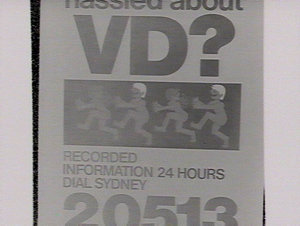 hassled about
VD?
RECORDED
INFORMATION 24 HOURS
DIAL SYDNEY
20513